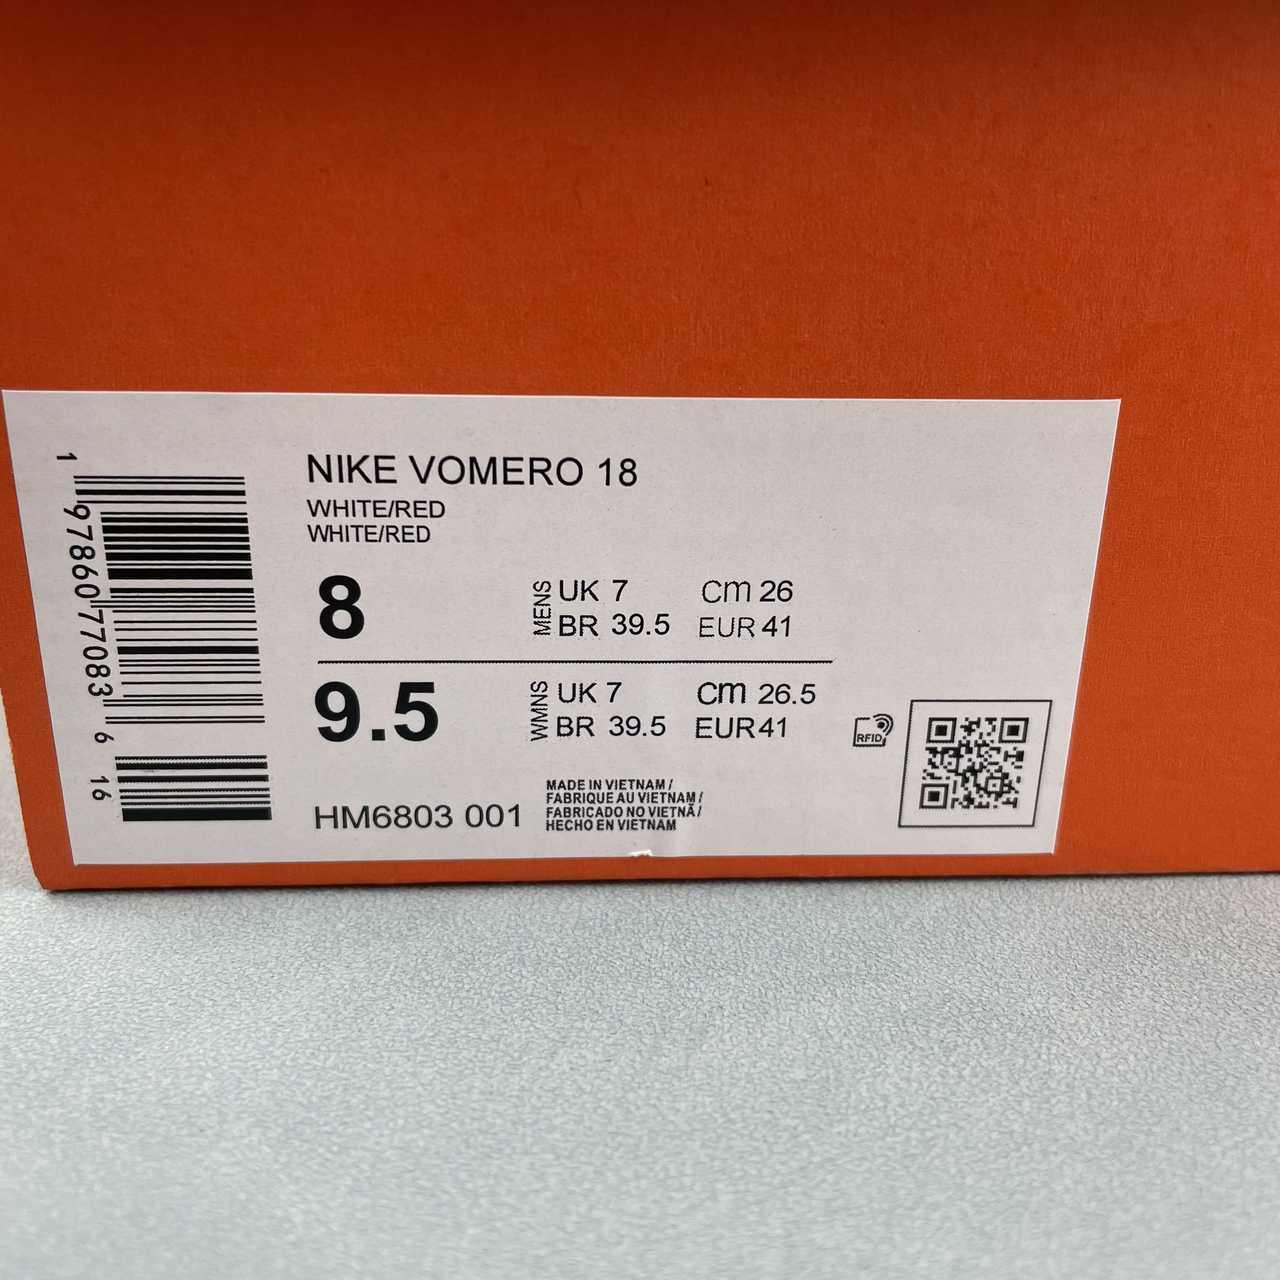 NIKE VOMERO 18
WHITE/RED
WHITE/RED
8
MENS
UK 7 Cm 26
BR 39.5 EUR 41
9.5
WMNS
UK 7 Cm 26.5
BR 39.5 EUR 41
HM6803 001
MADE IN VIETNAM /
FABRIQUE AU VIETNAM /
FABRICADO NO VIETNÃ /
HECHO EN VIETNAM
RFID
1 97860 77083 6 16